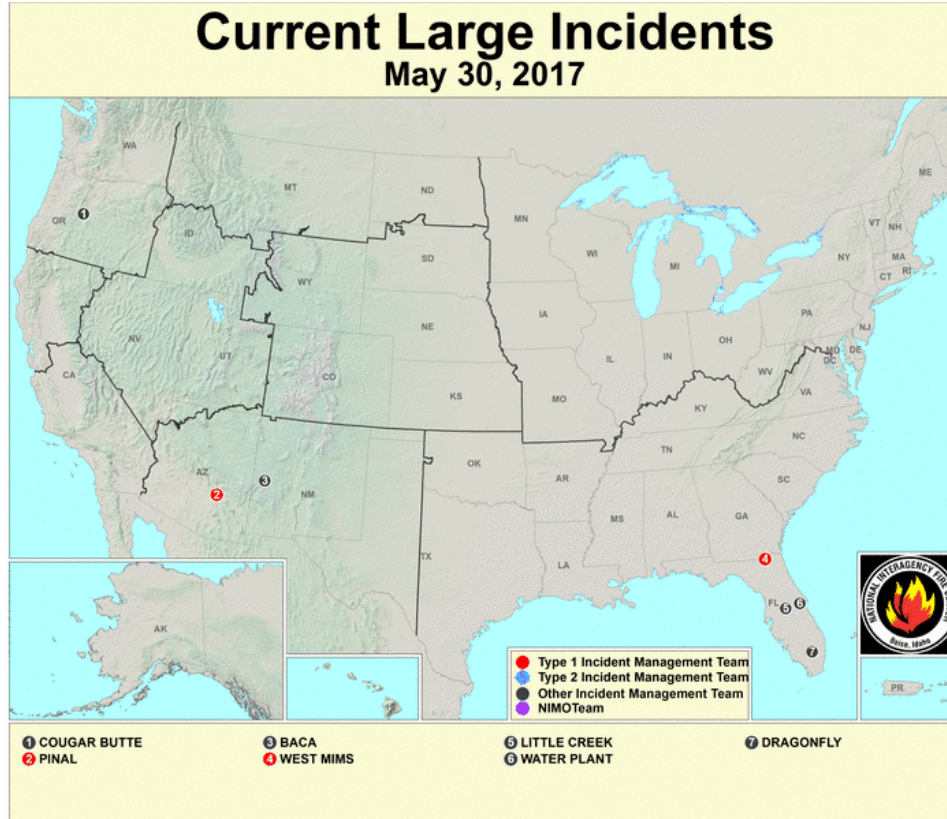 Current Large Incidents
May 30, 2017
WA
ME
MT
ND
MN
OR
1
VT
NH
ID
SD
WI
MI
NY
MA
CT
RI
WY
IA
PA
NE
OH
NJ
NV
IL
IN
MD
DE
DC
UT
WV
CO
VA
CA
KS
MO
KY
NC
TN
OK
AZ
3
AR
SC
2
NM
MS
AL
GA
TX
LA
4
NATIONAL INTERAGENCY FIRE
Boise, Idaho
FL
5
6
AK
7
Type 1 Incident Management Team
Type 2 Incident Management Team
Other Incident Management Team
NIMOTeam
PR
1 COUGAR BUTTE
3 BACA
5 LITTLE CREEK
7 DRAGONFLY
2 PINAL
4 WEST MIMS
6 WATER PLANT